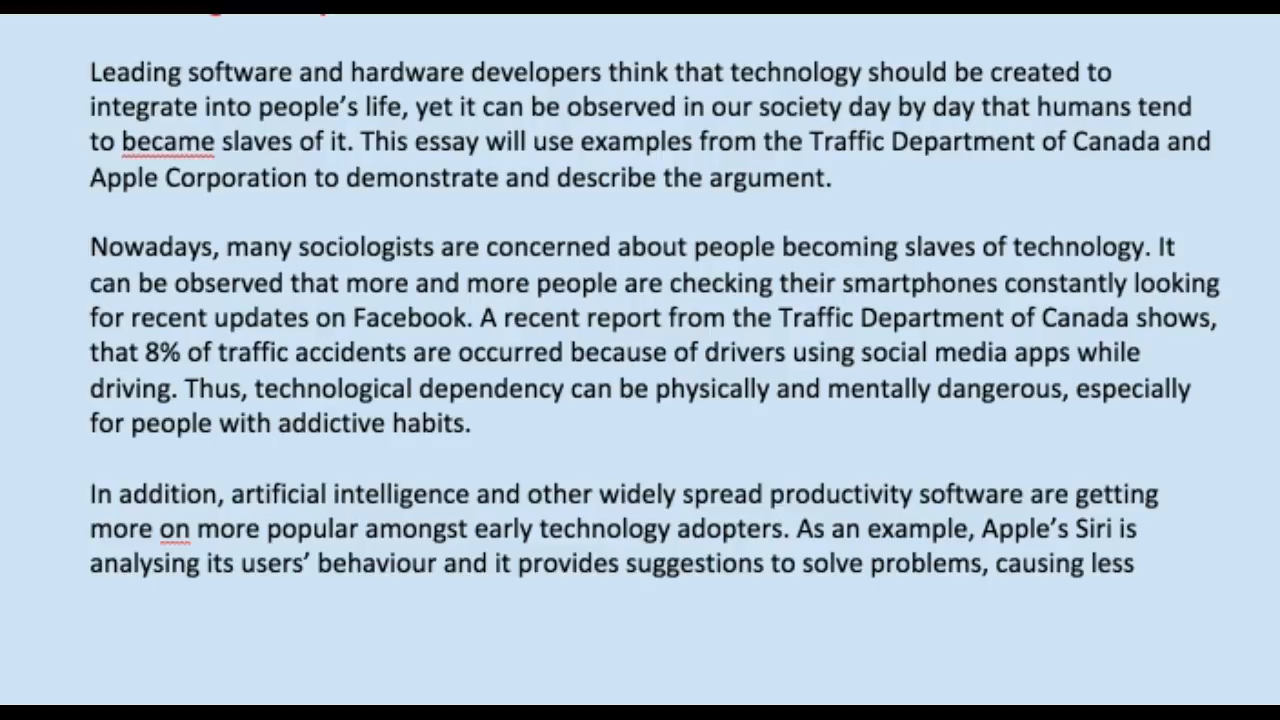 Leading software and hardware developers think that technology should be created to
integrate into people’s life, yet it can be observed in our society day by day that humans tend
to became slaves of it. This essay will use examples from the Traffic Department of Canada and
Apple Corporation to demonstrate and describe the argument.
Nowadays, many sociologists are concerned about people becoming slaves of technology. It
can be observed that more and more people are checking their smartphones constantly looking
for recent updates on Facebook. A recent report from the Traffic Department of Canada shows,
that 8% of traffic accidents are occurred because of drivers using social media apps while
driving. Thus, technological dependency can be physically and mentally dangerous, especially
for people with addictive habits.
In addition, artificial intelligence and other widely spread productivity software are getting
more on more popular amongst early technology adopters. As an example, Apple’s Siri is
analysing its users’ behaviour and it provides suggestions to solve problems, causing less